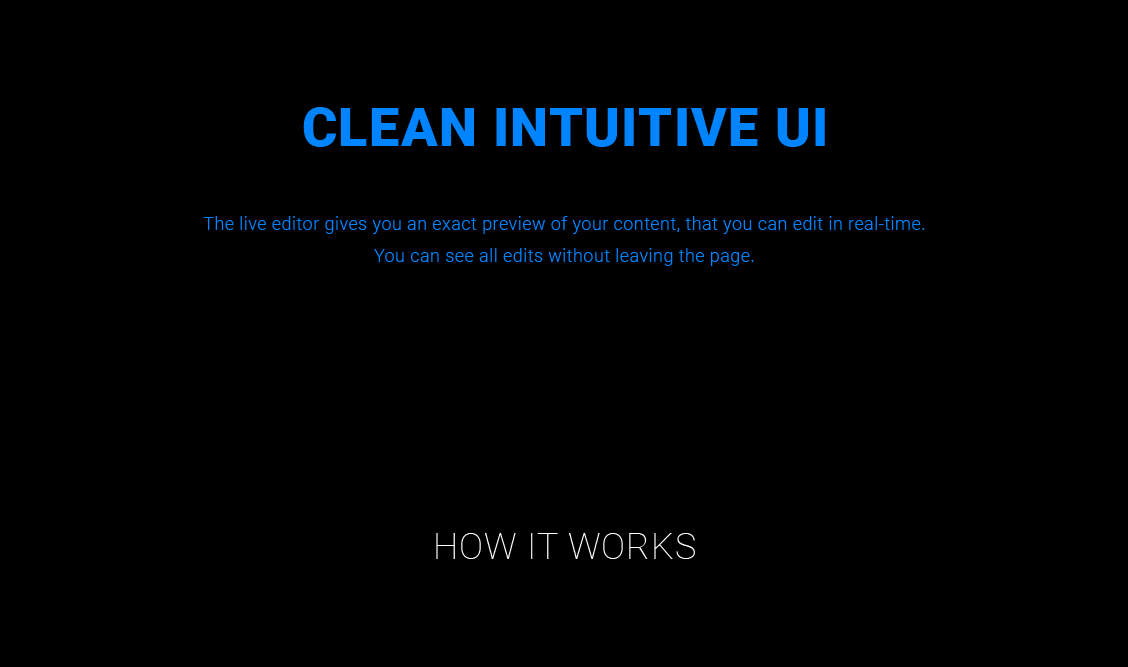 CLEAN INTUITIVE UI
The live editor gives you an exact preview of your content, that you can edit in real-time.
You can see all edits without leaving the page.
HOW IT WORKS